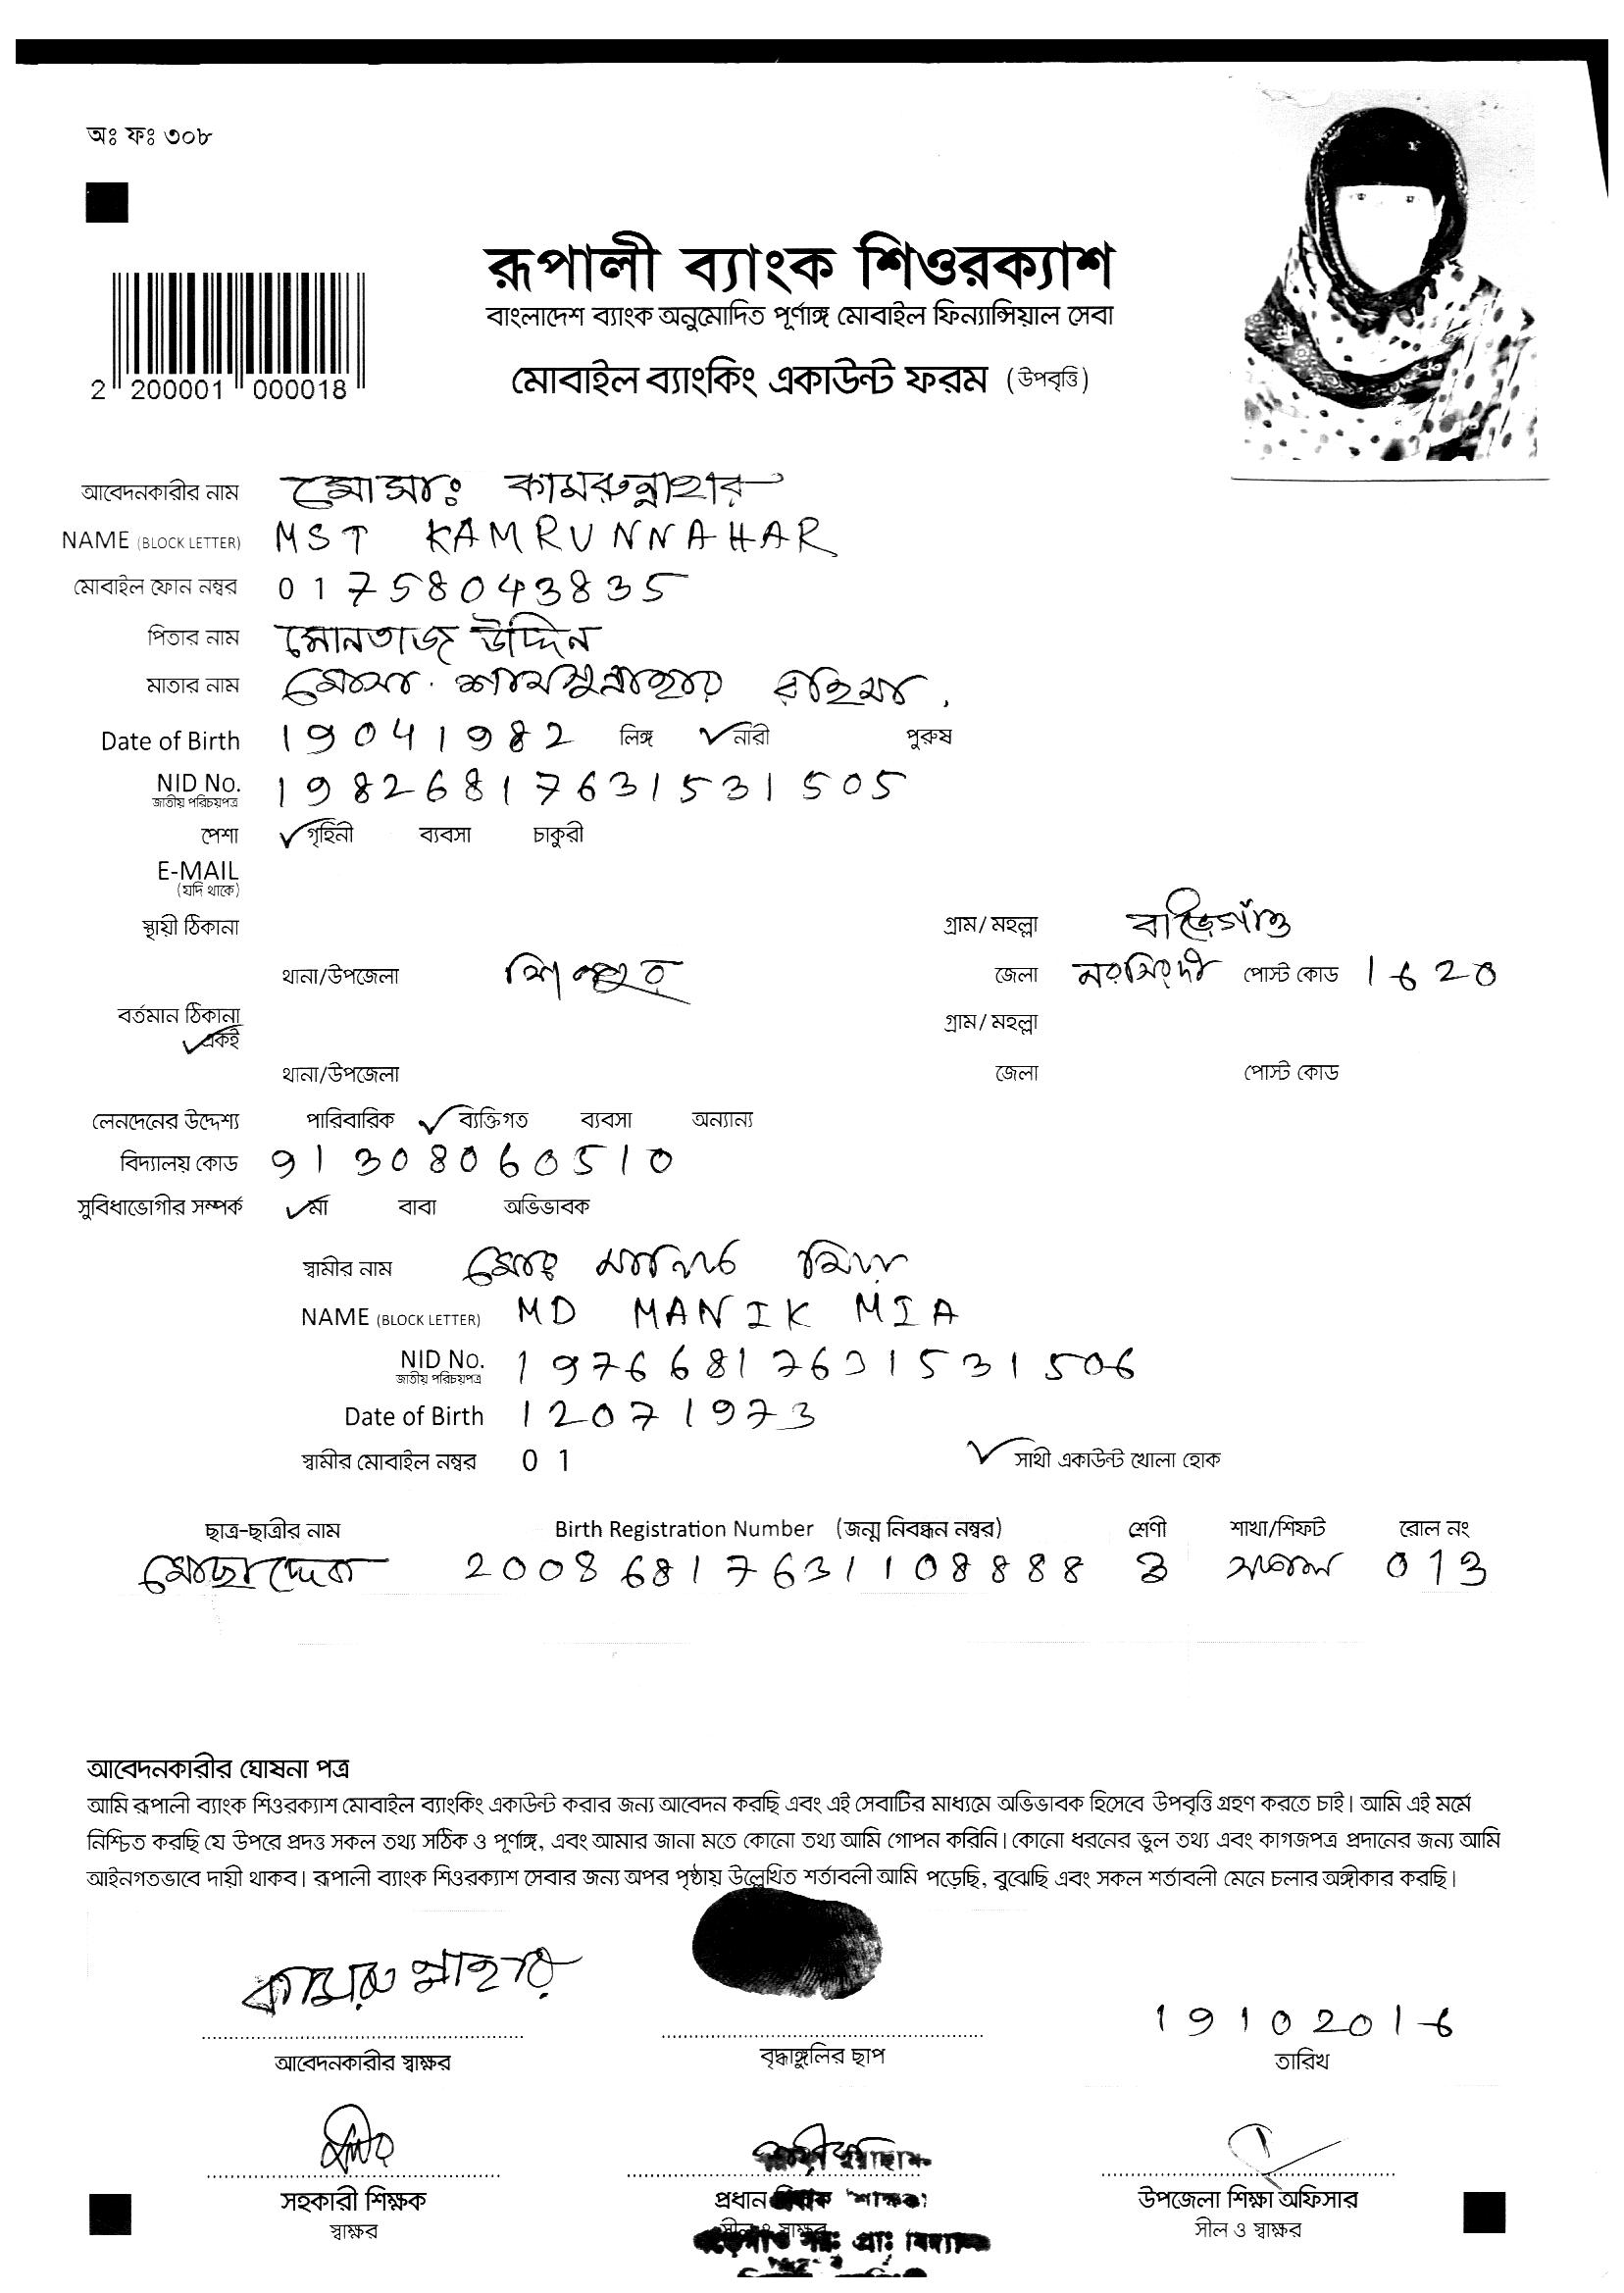 অঃ ফঃ ৩০৮
রূপালী ব্যাংক শিওরক্যাশ
বাংলাদেশ ব্যাংক অনুমোদিত পূর্ণাঙ্গ মোবাইল ফিন্যান্সিয়াল সেবা
মোবাইল ব্যাংকিং একাউন্ট ফরম (উপবৃত্তি)
2 200001 000018
আবেদনকারীর নাম মোসাঃ কামরুন্নাহার
NAME (BLOCK LETTER) MST KAMRUNNAHAR
মোবাইল ফোন নম্বর 01758043835
পিতার নাম মোনতাজ উদ্দিন
মাতার নাম মোসা. শামসুন্নাহার রহিমা
Date of Birth 19041982 লিঙ্গ নারী পুরুষ
NID No. 19826817631531505
জাতীয় পরিচয়পত্র
পেশা গৃহিনী ব্যবসা চাকুরী
E-MAIL
(যদি থাকে)
স্থায়ী ঠিকানা গ্রাম/ মহল্লা
থানা/উপজেলা শিবপুর জেলা নরসিংদী পোস্ট কোড 1620
বর্তমান ঠিকানা গ্রাম/ মহল্লা
একই
থানা/উপজেলা জেলা পোস্ট কোড
লেনদেনের উদ্দেশ্য পারিবারিক ব্যক্তিগত ব্যবসা অন্যান্য
বিদ্যালয় কোড 91308060510
সুবিধাভোগীর সম্পর্ক মা বাবা অভিভাবক
স্বামীর নাম মোঃ মানিক মিয়া
NAME (BLOCK LETTER) MD MANIK MIA
NID No. 19766817631531506
জাতীয় পরিচয়পত্র
Date of Birth 12071973
স্বামীর মোবাইল নম্বর 01 সাথী একাউন্ট খোলা হোক
ছাত্র-ছাত্রীর নাম Birth Registration Number (জন্ম নিবন্ধন নম্বর) শ্রেণী শাখা/শিফট রোল নং
মোছাদ্দেক 20086817631108888 3 সকাল 013
আবেদনকারীর ঘোষনা পত্র
আমি রূপালী ব্যাংক শিওরক্যাশ মোবাইল ব্যাংকিং একাউন্ট করার জন্য আবেদন করছি এবং এই সেবাটির মাধ্যমে অভিভাবক হিসেবে উপবৃত্তি গ্রহণ করতে চাই। আমি এই মর্মে
নিশ্চিত করছি যে উপরে প্রদত্ত সকল তথ্য সঠিক ও পূর্ণাঙ্গ, এবং আমার জানা মতে কোনো তথ্য আমি গোপন করিনি। কোনো ধরনের ভুল তথ্য এবং কাগজপত্র প্রদানের জন্য আমি
আইনগতভাবে দায়ী থাকব। রূপালী ব্যাংক শিওরক্যাশ সেবার জন্য অপর পৃষ্ঠায় উল্লেখিত শর্তাবলী আমি পড়েছি, বুঝেছি এবং সকল শর্তাবলী মেনে চলার অঙ্গীকার করছি।
কামরুন্নাহার
19102016
আবেদনকারীর স্বাক্ষর বৃদ্ধাঙ্গুলির ছাপ তারিখ
সহকারী শিক্ষক প্রধান শিক্ষক উপজেলা শিক্ষা অফিসার
স্বাক্ষর সীল ও স্বাক্ষর সীল ও স্বাক্ষর